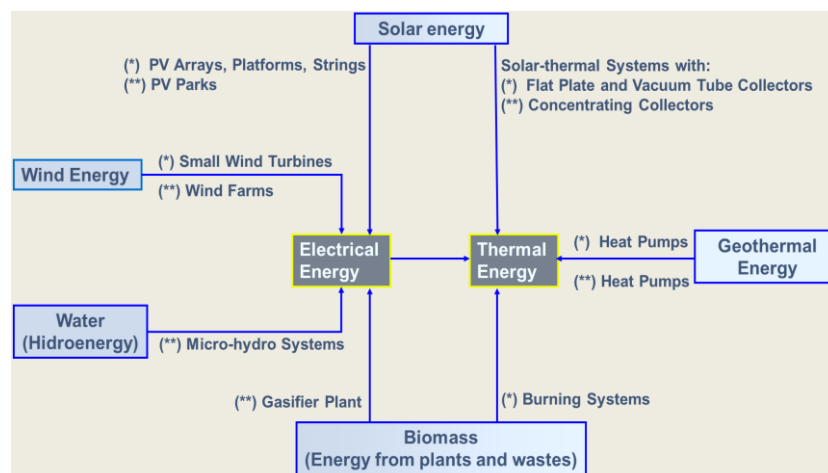 Solar energy
(*) PV Arrays, Platforms, Strings
(**) PV Parks
Solar-thermal Systems with:
(*) Flat Plate and Vacuum Tube Collectors
(**) Concentrating Collectors
Wind Energy
(*) Small Wind Turbines
(**) Wind Farms
Electrical
Energy
Thermal
Energy
(*) Heat Pumps
(**) Heat Pumps
Geothermal
Energy
Water
(Hidroenergy)
(**) Micro-hydro Systems
(**) Gasifier Plant
(*) Burning Systems
Biomass
(Energy from plants and wastes)